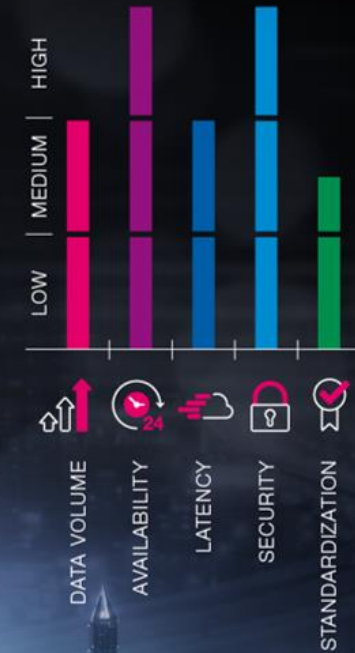 LOW | MEDIUM | HIGH
DATA VOLUME
24
AVAILABILITY
LATENCY
SECURITY
STANDARDIZATION